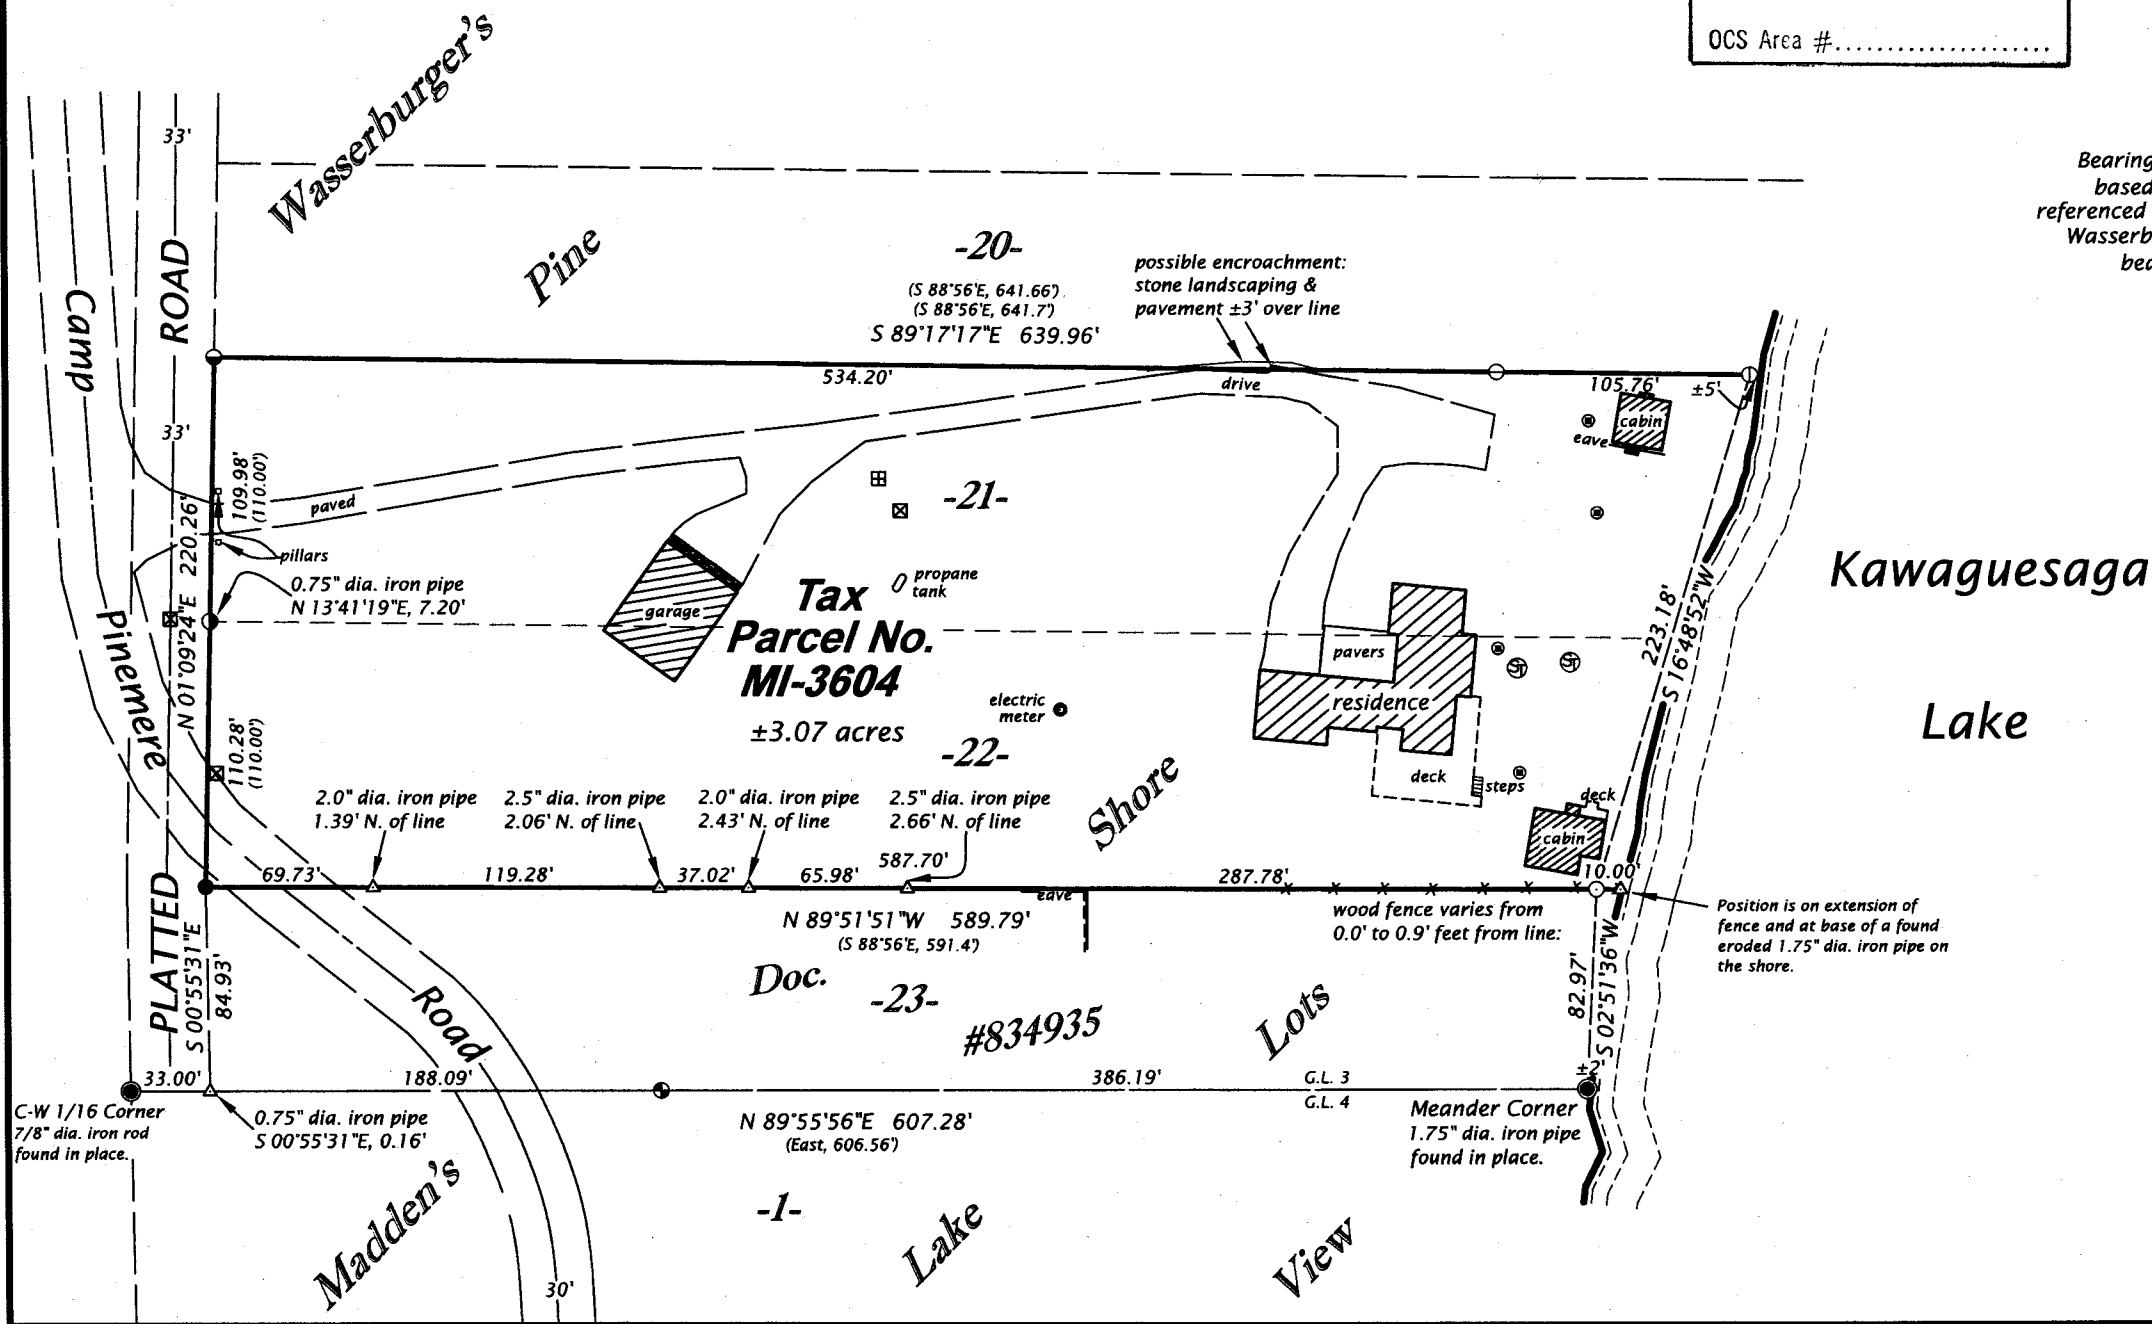 OCS Area #.....................
Wasserburger's
Pine
33'
ROAD
Camp
33'
-20-
(S 88°56'E, 641.66')
(S 88°56'E, 641.7')
S 89°17'17"E 639.96'
possible encroachment:
stone landscaping &
pavement ±3' over line
Bearing
based
referenced
Wasserb
bea
534.20'
drive
105.76'
±5'
cabin
eave
109.98'
(110.00')
paved
pillars
-21-
N 01°09'24"E 220.26'
0.75" dia. iron pipe
N 13°41'19"E, 7.20'
garage
propane
tank
Tax
Parcel No.
MI-3604
±3.07 acres
Kawaguesaga
Lake
223.18'
S 16°48'52"W
pavers
residence
electric
meter
-22-
Pinemere
110.28'
(110.00')
deck
steps
deck
cabin
Shore
2.0" dia. iron pipe
1.39' N. of line
2.5" dia. iron pipe
2.06' N. of line
2.0" dia. iron pipe
2.43' N. of line
2.5" dia. iron pipe
2.66' N. of line
69.73'
119.28'
37.02'
65.98'
587.70'
287.78'
10.00'
eave
N 89°51'51"W 589.79'
(S 88°56'E, 591.4')
wood fence varies from
0.0' to 0.9' feet from line:
Position is on extension of
fence and at base of a found
eroded 1.75" dia. iron pipe on
the shore.
PLATTED
S 00°55'31"E
84.93'
Road
Doc.
-23-
#834935
Lots
82.97'
S 02°51'36"W
±2'
33.00'
188.09'
386.19'
G.L. 3
G.L. 4
C-W 1/16 Corner
7/8" dia. iron rod
found in place.
0.75" dia. iron pipe
S 00°55'31"E, 0.16'
N 89°55'56"E 607.28'
(East, 606.56')
Meander Corner
1.75" dia. iron pipe
found in place.
Madden's
-1-
Lake
View
30'